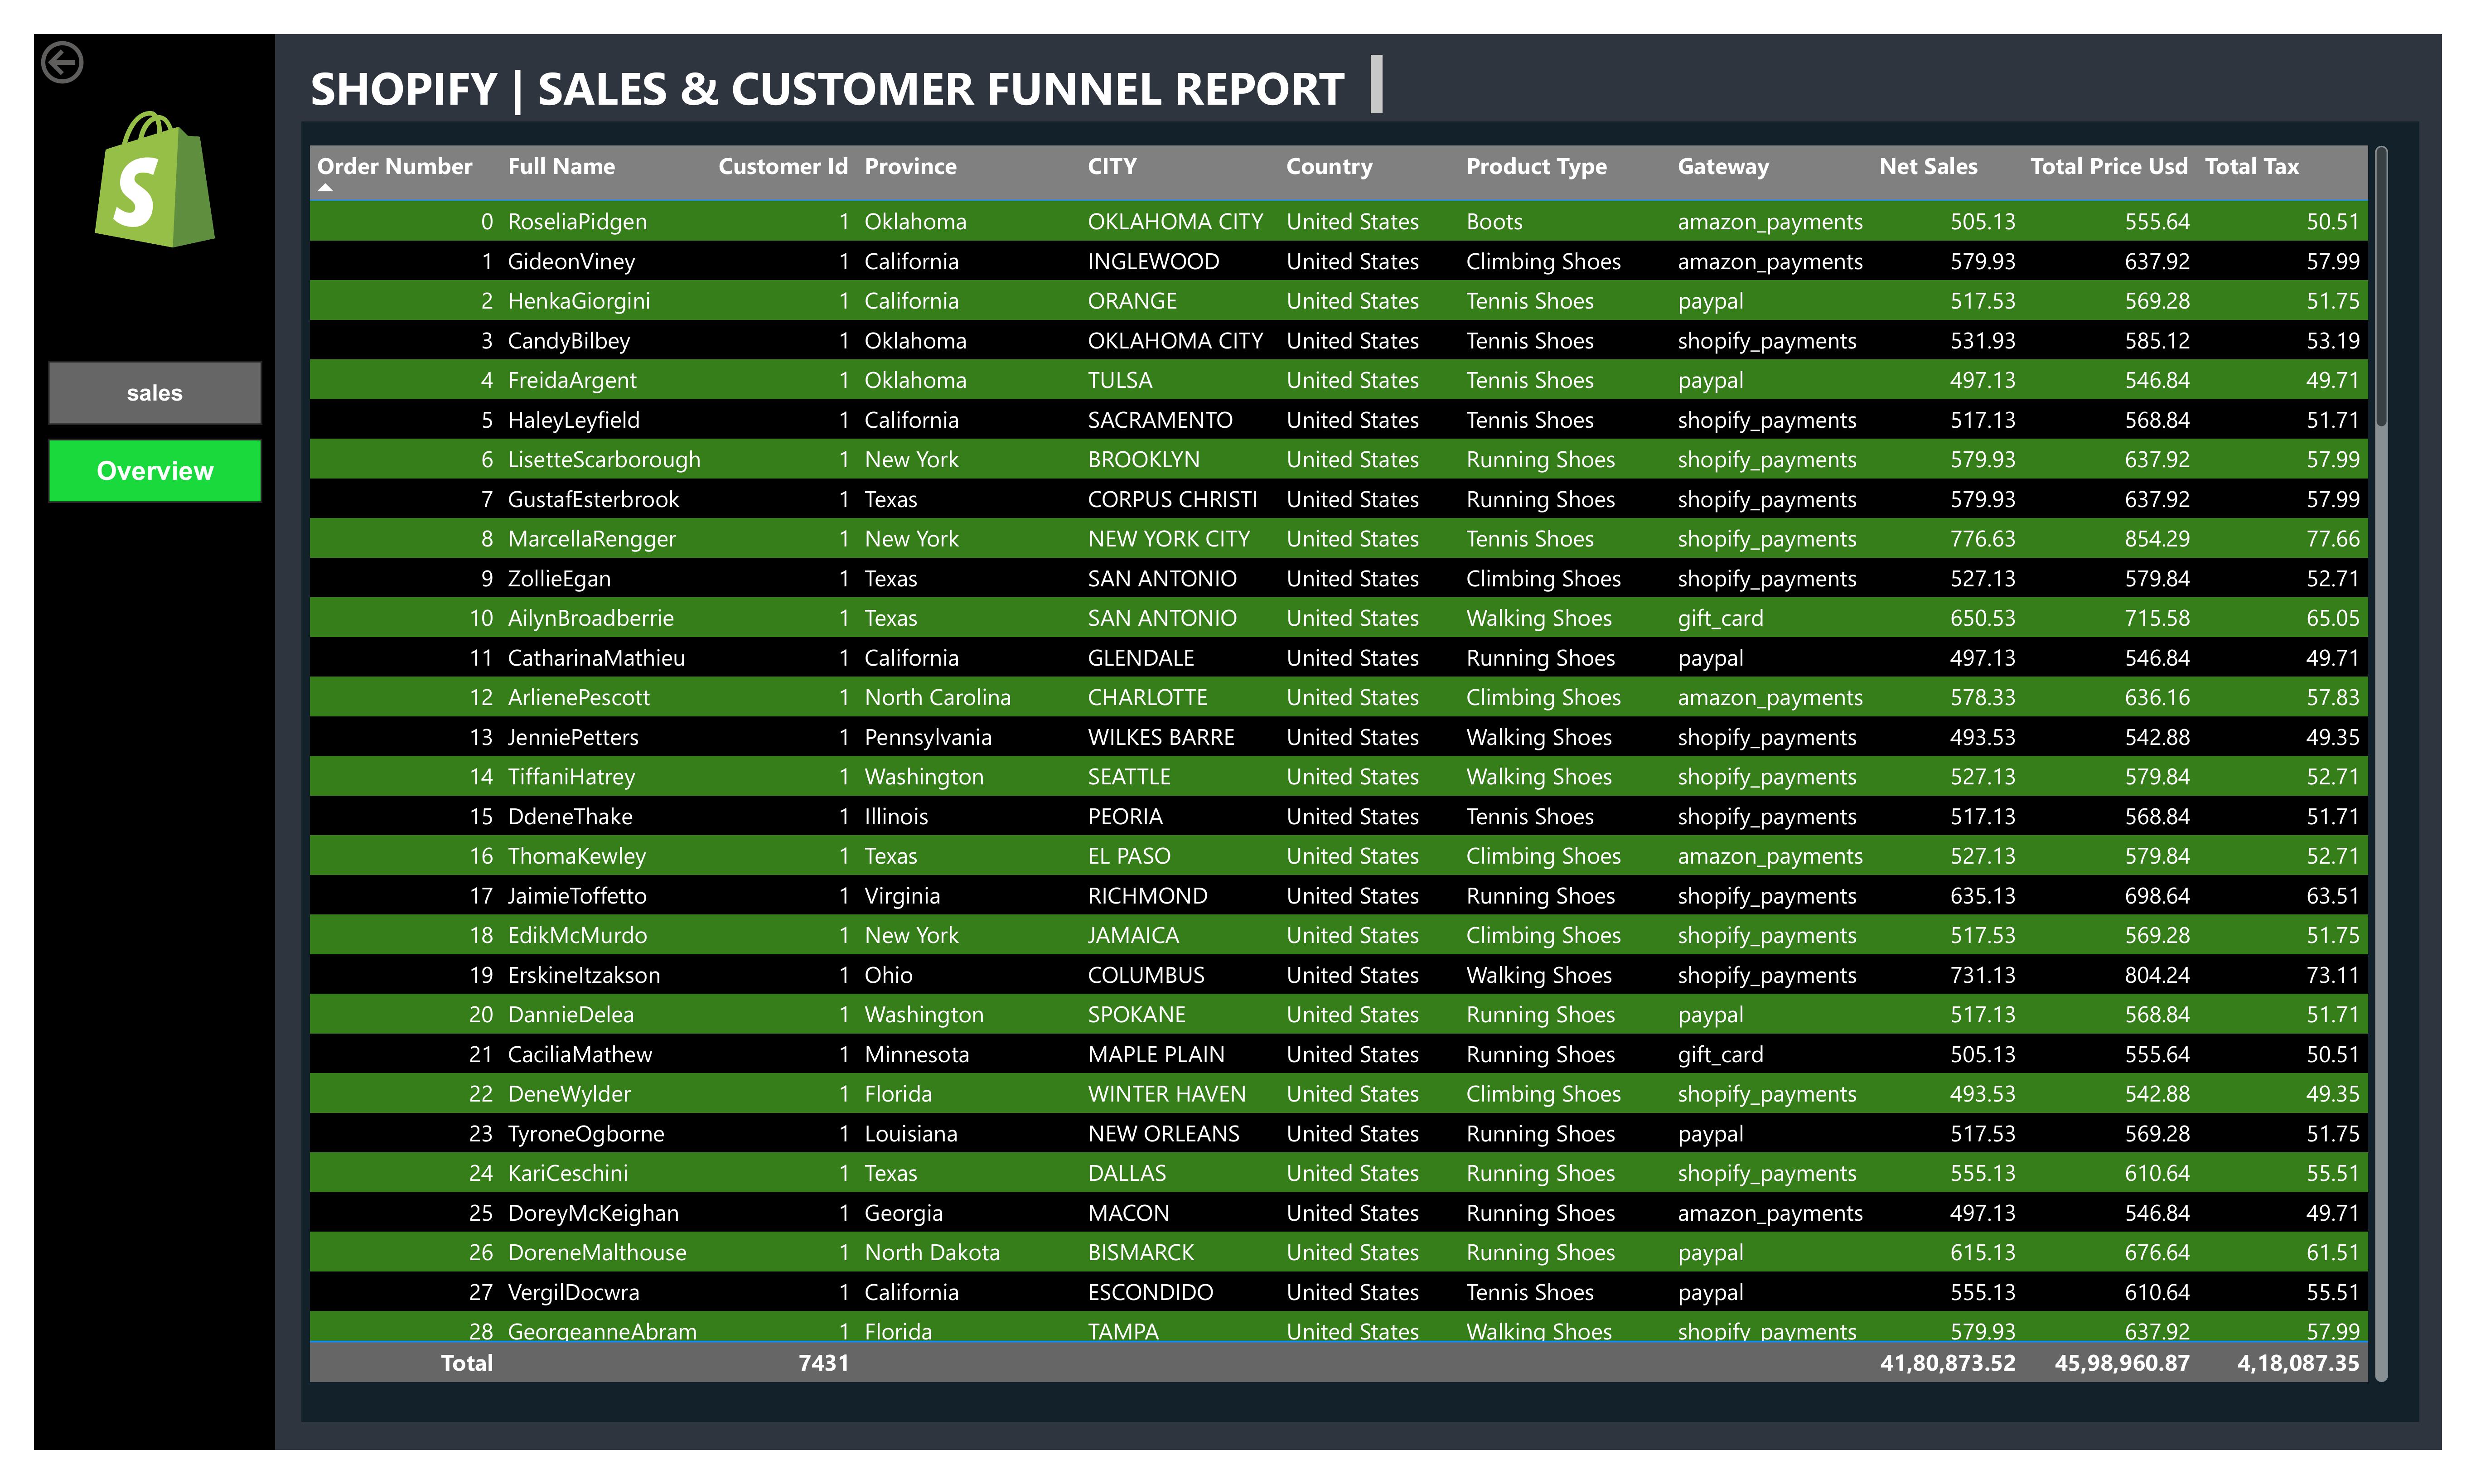 SHOPIFY | SALES & CUSTOMER FUNNEL REPORT
S
sales
Overview
Order Number Full Name Customer Id Province CITY Country Product Type Gateway Net Sales Total Price Usd Total Tax
0 RoseliaPidgen 1 Oklahoma OKLAHOMA CITY United States Boots amazon_payments 505.13 555.64 50.51
1 GideonViney 1 California INGLEWOOD United States Climbing Shoes amazon_payments 579.93 637.92 57.99
2 HenkaGiorgini 1 California ORANGE United States Tennis Shoes paypal 517.53 569.28 51.75
3 CandyBilbey 1 Oklahoma OKLAHOMA CITY United States Tennis Shoes shopify_payments 531.93 585.12 53.19
4 FreidaArgent 1 Oklahoma TULSA United States Tennis Shoes paypal 497.13 546.84 49.71
5 HaleyLeyfield 1 California SACRAMENTO United States Tennis Shoes shopify_payments 517.13 568.84 51.71
6 LisetteScarborough 1 New York BROOKLYN United States Running Shoes shopify_payments 579.93 637.92 57.99
7 GustafEsterbrook 1 Texas CORPUS CHRISTI United States Running Shoes shopify_payments 579.93 637.92 57.99
8 MarcellaRengger 1 New York NEW YORK CITY United States Tennis Shoes shopify_payments 776.63 854.29 77.66
9 ZollieEgan 1 Texas SAN ANTONIO United States Climbing Shoes shopify_payments 527.13 579.84 52.71
10 AilynBroadberrie 1 Texas SAN ANTONIO United States Walking Shoes gift_card 650.53 715.58 65.05
11 CatharinaMathieu 1 California GLENDALE United States Running Shoes paypal 497.13 546.84 49.71
12 ArlienePescott 1 North Carolina CHARLOTTE United States Climbing Shoes amazon_payments 578.33 636.16 57.83
13 JenniePetters 1 Pennsylvania WILKES BARRE United States Walking Shoes shopify_payments 493.53 542.88 49.35
14 TiffaniHatrey 1 Washington SEATTLE United States Walking Shoes shopify_payments 527.13 579.84 52.71
15 DdeneThake 1 Illinois PEORIA United States Tennis Shoes shopify_payments 517.13 568.84 51.71
16 ThomaKewley 1 Texas EL PASO United States Climbing Shoes amazon_payments 527.13 579.84 52.71
17 JaimieToffetto 1 Virginia RICHMOND United States Running Shoes shopify_payments 635.13 698.64 63.51
18 EdikMcMurdo 1 New York JAMAICA United States Climbing Shoes shopify_payments 517.53 569.28 51.75
19 ErskineItzakson 1 Ohio COLUMBUS United States Walking Shoes shopify_payments 731.13 804.24 73.11
20 DannieDelea 1 Washington SPOKANE United States Running Shoes paypal 517.13 568.84 51.71
21 CaciliaMathew 1 Minnesota MAPLE PLAIN United States Running Shoes gift_card 505.13 555.64 50.51
22 DeneWylder 1 Florida WINTER HAVEN United States Climbing Shoes shopify_payments 493.53 542.88 49.35
23 TyroneOgborne 1 Louisiana NEW ORLEANS United States Running Shoes paypal 517.53 569.28 51.75
24 KariCeschini 1 Texas DALLAS United States Running Shoes shopify_payments 555.13 610.64 55.51
25 DoreyMcKeighan 1 Georgia MACON United States Running Shoes amazon_payments 497.13 546.84 49.71
26 DoreneMalthouse 1 North Dakota BISMARCK United States Running Shoes paypal 615.13 676.64 61.51
27 VergilDocwra 1 California ESCONDIDO United States Tennis Shoes paypal 555.13 610.64 55.51
28 GeorgeanneAbram 1 Florida TAMPA United States Walking Shoes shopify_payments 579.93 637.92 57.99
Total 7431 41,80,873.52 45,98,960.87 4,18,087.35